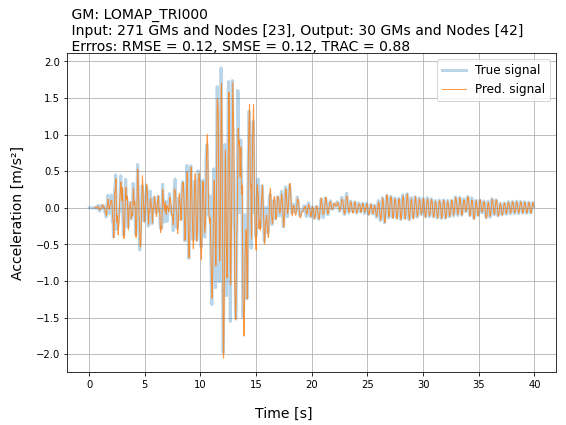 GM: LOMAP_TRI000
Input: 271 GMs and Nodes [23], Output: 30 GMs and Nodes [42]
Errros: RMSE = 0.12, SMSE = 0.12, TRAC = 0.88
True signal
Pred. signal
2.0
1.5
1.0
0.5
0.0
−0.5
−1.0
−1.5
−2.0
Acceleration [m/s²]
0 5 10 15 20 25 30 35 40
Time [s]